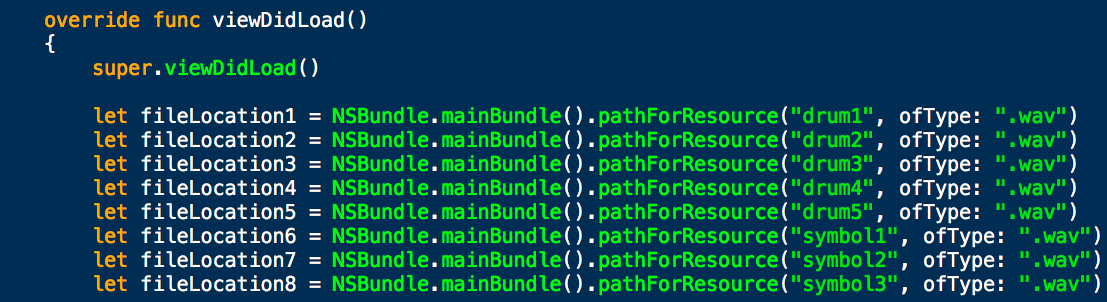 override func viewDidLoad()
{
super.viewDidLoad()
let fileLocation1 = NSBundle.mainBundle().pathForResource("drum1", ofType: ".wav")
let fileLocation2 = NSBundle.mainBundle().pathForResource("drum2", ofType: ".wav")
let fileLocation3 = NSBundle.mainBundle().pathForResource("drum3", ofType: ".wav")
let fileLocation4 = NSBundle.mainBundle().pathForResource("drum4", ofType: ".wav")
let fileLocation5 = NSBundle.mainBundle().pathForResource("drum5", ofType: ".wav")
let fileLocation6 = NSBundle.mainBundle().pathForResource("symbol1", ofType: ".wav")
let fileLocation7 = NSBundle.mainBundle().pathForResource("symbol2", ofType: ".wav")
let fileLocation8 = NSBundle.mainBundle().pathForResource("symbol3", ofType: ".wav")